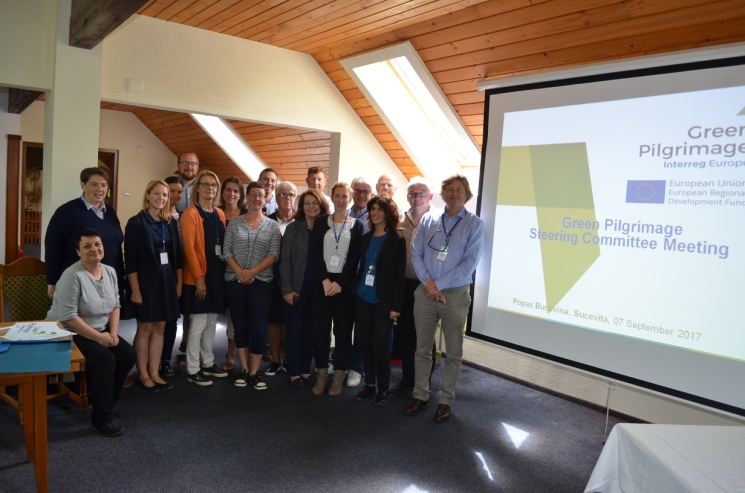 Green
Pilgrimage
Interreg Europe
European Union
European Regional
Development Fund
Green Pilgrimage
Steering Committee Meeting
Popas Bucovina, Sucevita, 07 September 2017